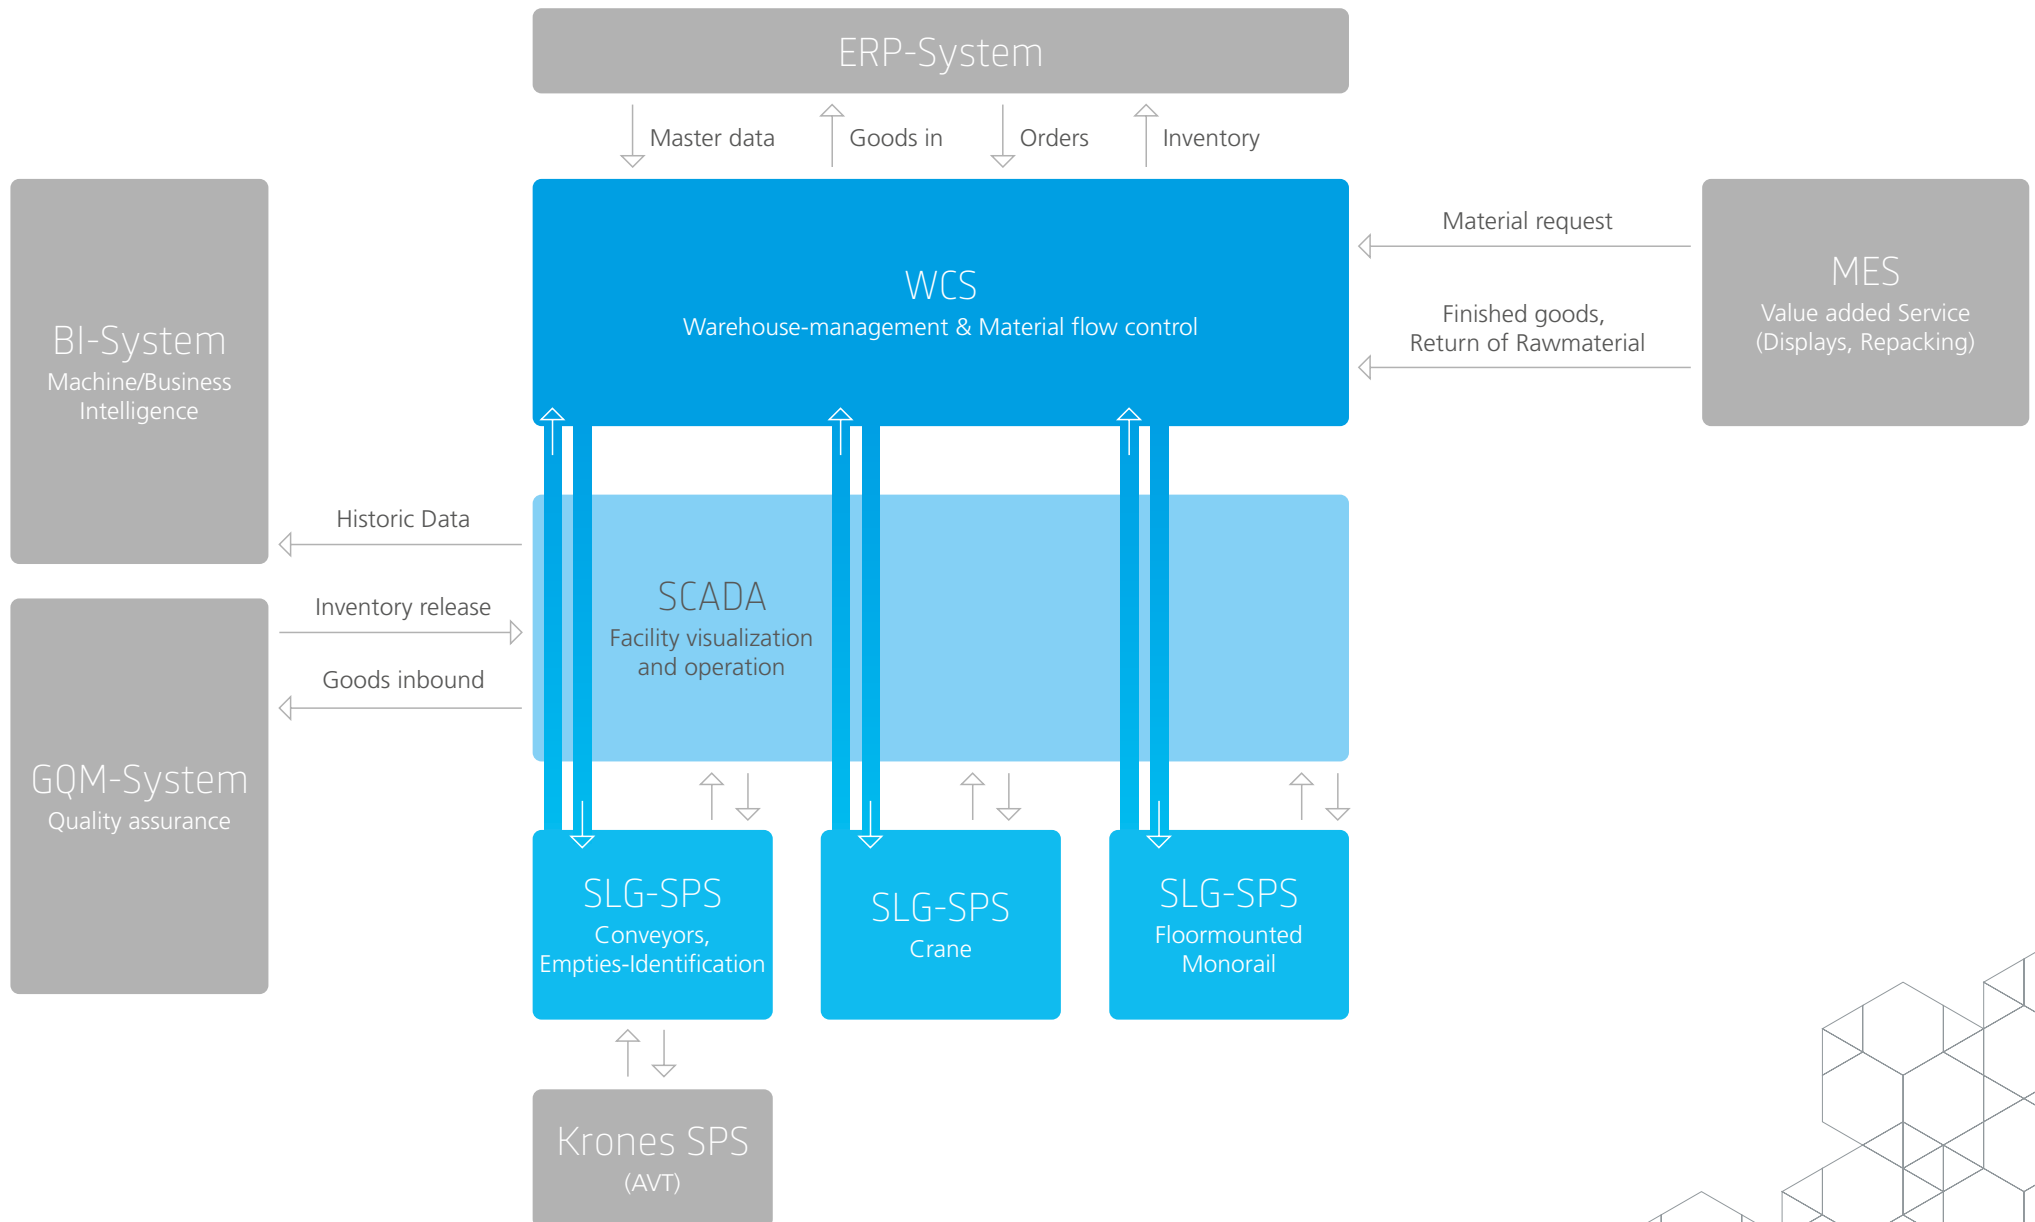 ERP-System
Master data
Goods in
Orders
Inventory
WCS
Warehouse-management & Material flow control
Material request
Finished goods,
Return of Rawmaterial
MES
Value added Service
(Displays, Repacking)
BI-System
Machine/Business
Intelligence
Historic Data
Inventory release
Goods inbound
SCADA
Facility visualization
and operation
GQM-System
Quality assurance
SLG-SPS
Conveyors,
Empties-Identification
SLG-SPS
Crane
SLG-SPS
Floormounted
Monorail
Krones SPS
(AVT)